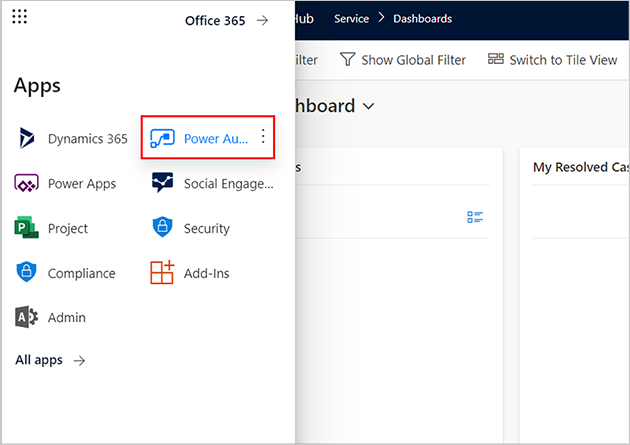 Office 365
Hub Service Dashboards
ilter Show Global Filter Switch to Tile View
Apps
hboard
Dynamics 365 Power Au...
s My Resolved Cas
Power Apps Social Engage...
Project Security
Compliance Add-Ins
Admin
All apps